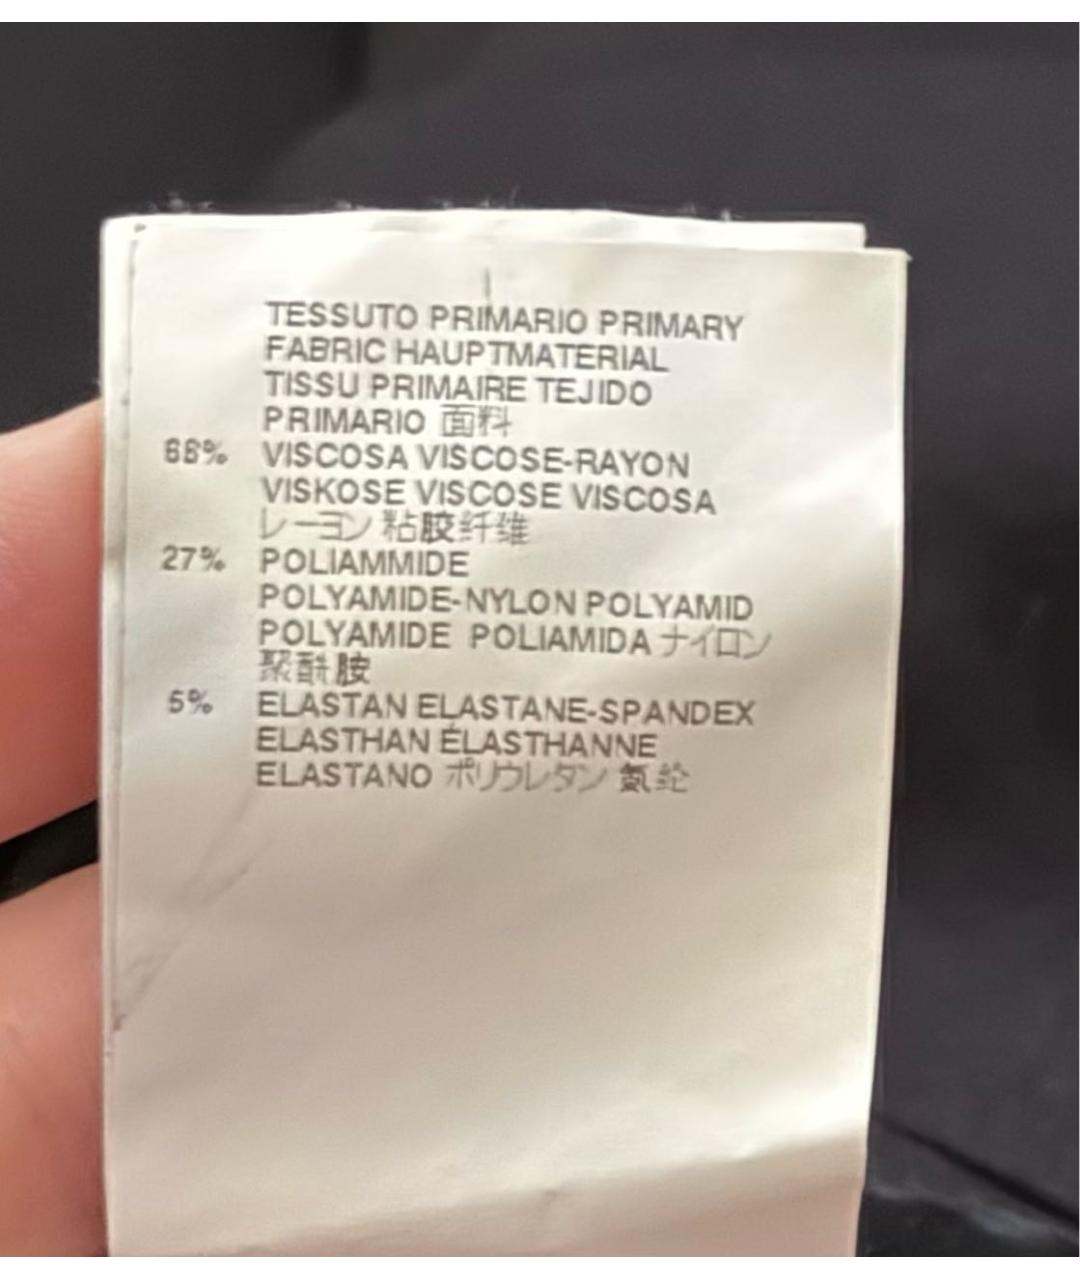 TESSUTO PRIMARIO PRIMARY
FABRIC HAUPTMATERIAL
TISSU PRIMAIRE TEJIDO
PRIMARIO 面料
68% VISCOSA VISCOSE-RAYON
VISKOSE VISCOSE VISCOSA
レーヨン 粘胶纤维
27% POLIAMMIDE
POLYAMIDE-NYLON POLYAMID
POLYAMIDE POLIAMIDA ナイロン
聚酰胺
5% ELASTAN ELASTANE-SPANDEX
ELASTHAN ÉLASTHANNE
ELASTANO ポリウレタン 氨纶